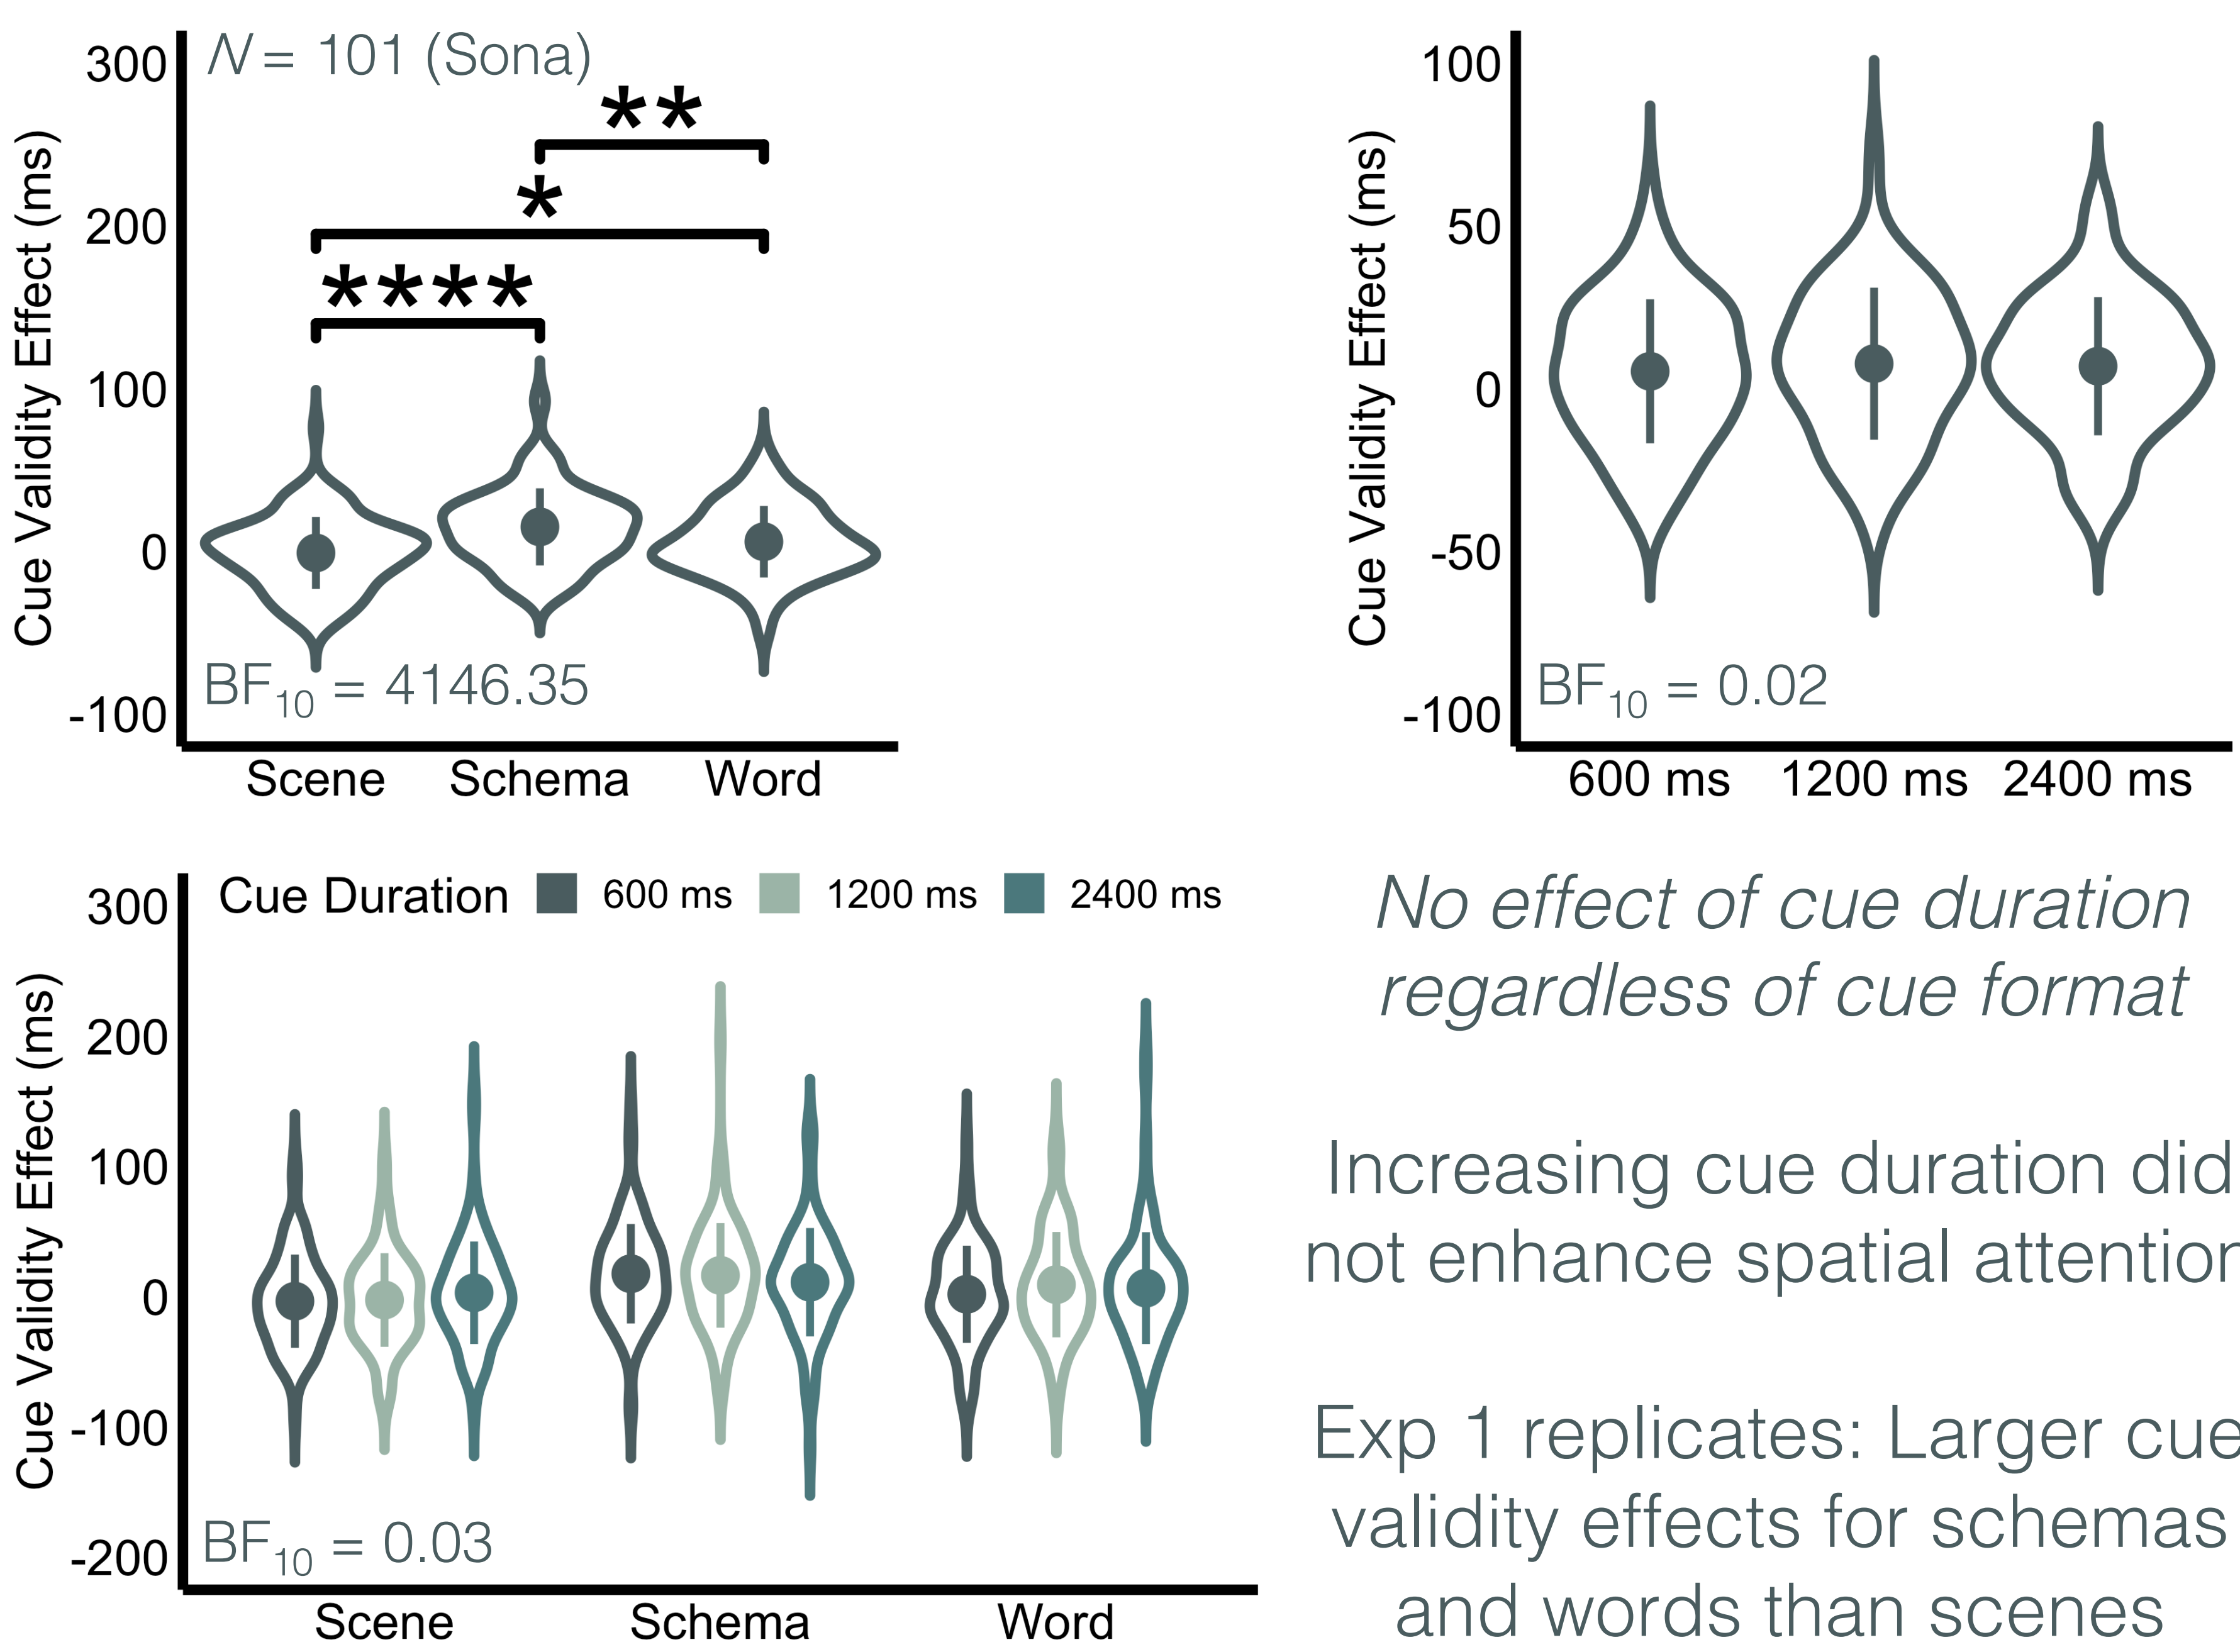 N = 101 (Sona)
**
*
****
Cue Validity Effect (ms)
300
200
100
0
-100
BF10 = 4146.35
Scene Schema Word
Cue Validity Effect (ms)
100
50
0
-50
-100
BF10 = 0.02
600 ms 1200 ms 2400 ms
Cue Duration 600 ms 1200 ms 2400 ms
Cue Validity Effect (ms)
300
200
100
0
-100
-200
BF10 = 0.03
Scene Schema Word
No effect of cue duration
regardless of cue format
Increasing cue duration did
not enhance spatial attention
Exp 1 replicates: Larger cue
validity effects for schemas
and words than scenes